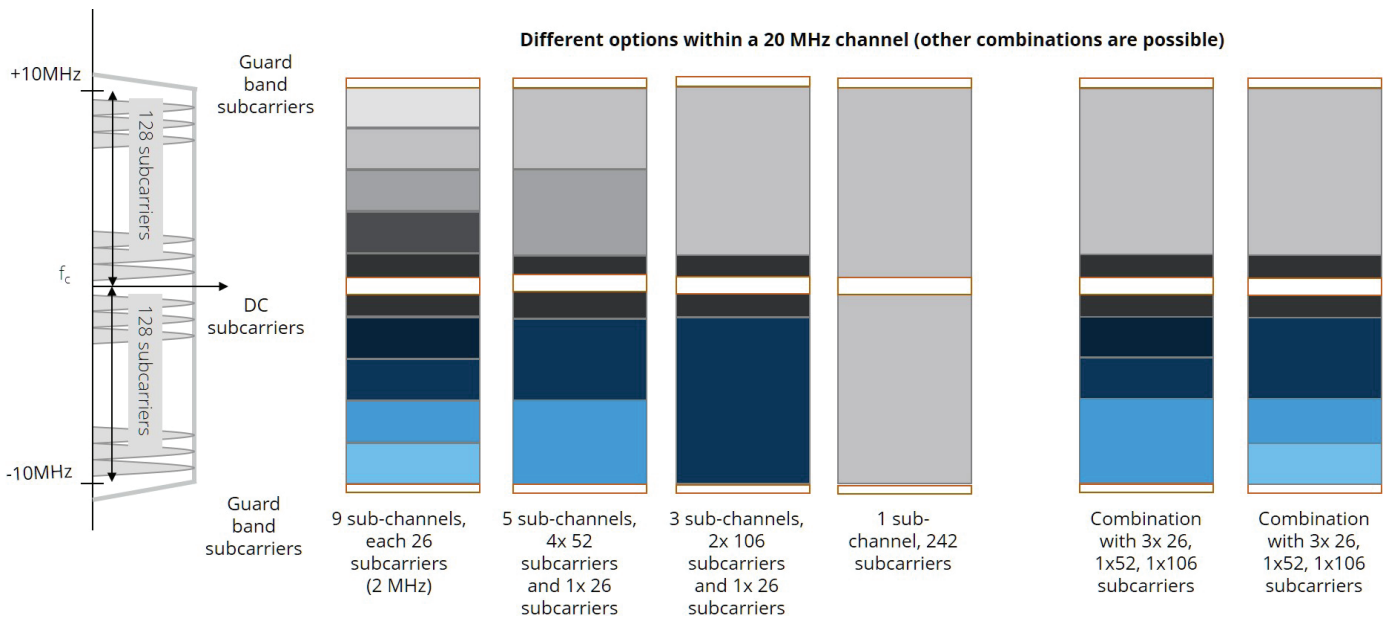 Different options within a 20 MHz channel (other combinations are possible)
+10MHz
Guard
band
subcarriers
128 subcarriers
fc
DC
subcarriers
128 subcarriers
-10MHz
Guard
band
subcarriers
9 sub-channels,
each 26
subcarriers
(2 MHz)
5 sub-channels,
4x 52
subcarriers
and 1x 26
subcarriers
3 sub-channels,
2x 106
subcarriers
and 1x 26
subcarriers
1 sub-
channel, 242
subcarriers
Combination
with 3x 26,
1x52, 1x106
subcarriers
Combination
with 3x 26,
1x52, 1x106
subcarriers